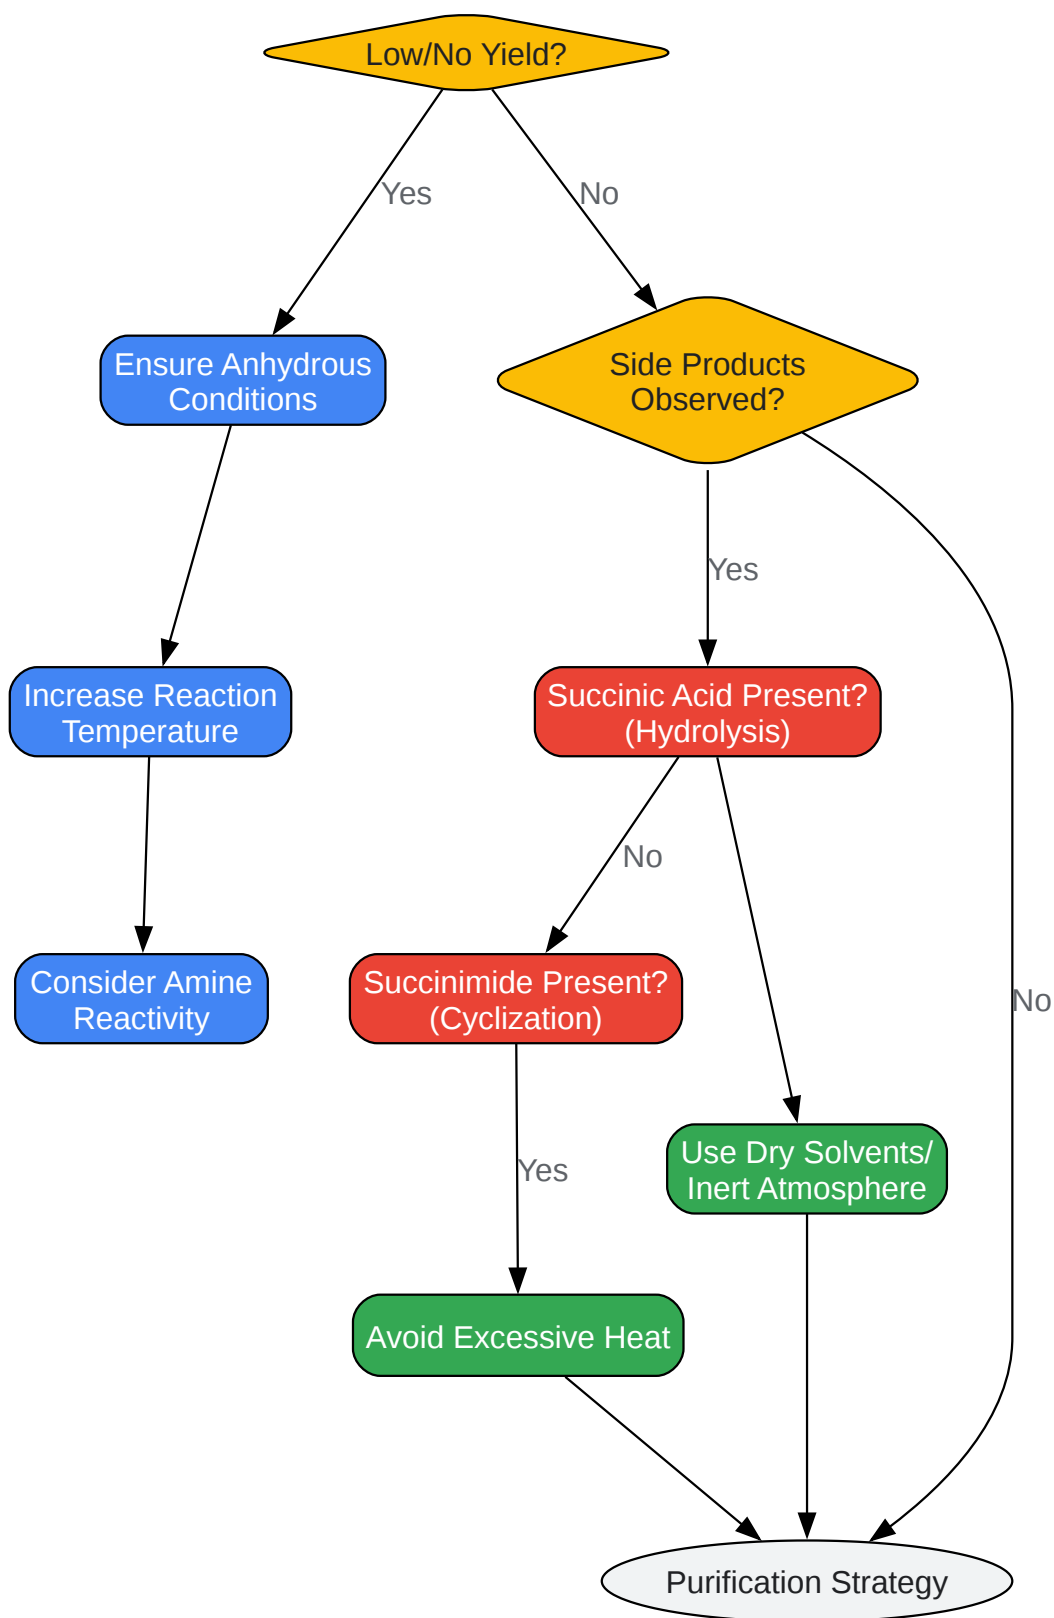 Low/No Yield?
Yes
No
Ensure Anhydrous
Conditions
Side Products
Observed?
Yes
Increase Reaction
Temperature
Succinic Acid Present?
(Hydrolysis)
No
Consider Amine
Reactivity
Succinimide Present?
(Cyclization)
No
Yes
Use Dry Solvents/
Inert Atmosphere
Avoid Excessive Heat
Purification Strategy